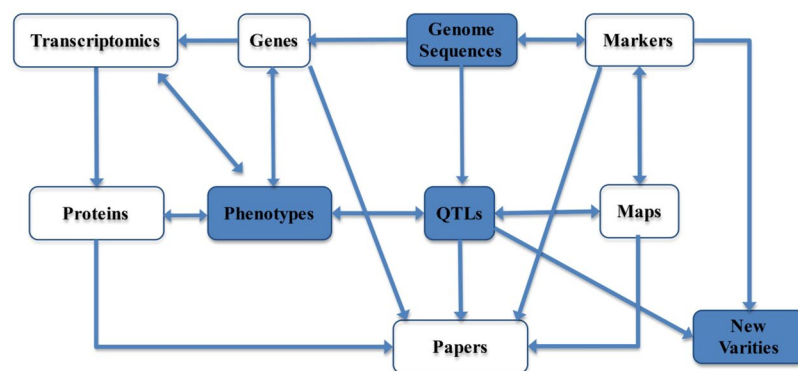 Transcriptomics
Genes
Genome
Sequences
Markers
Proteins
Phenotypes
QTLs
Maps
Papers
New
Varities